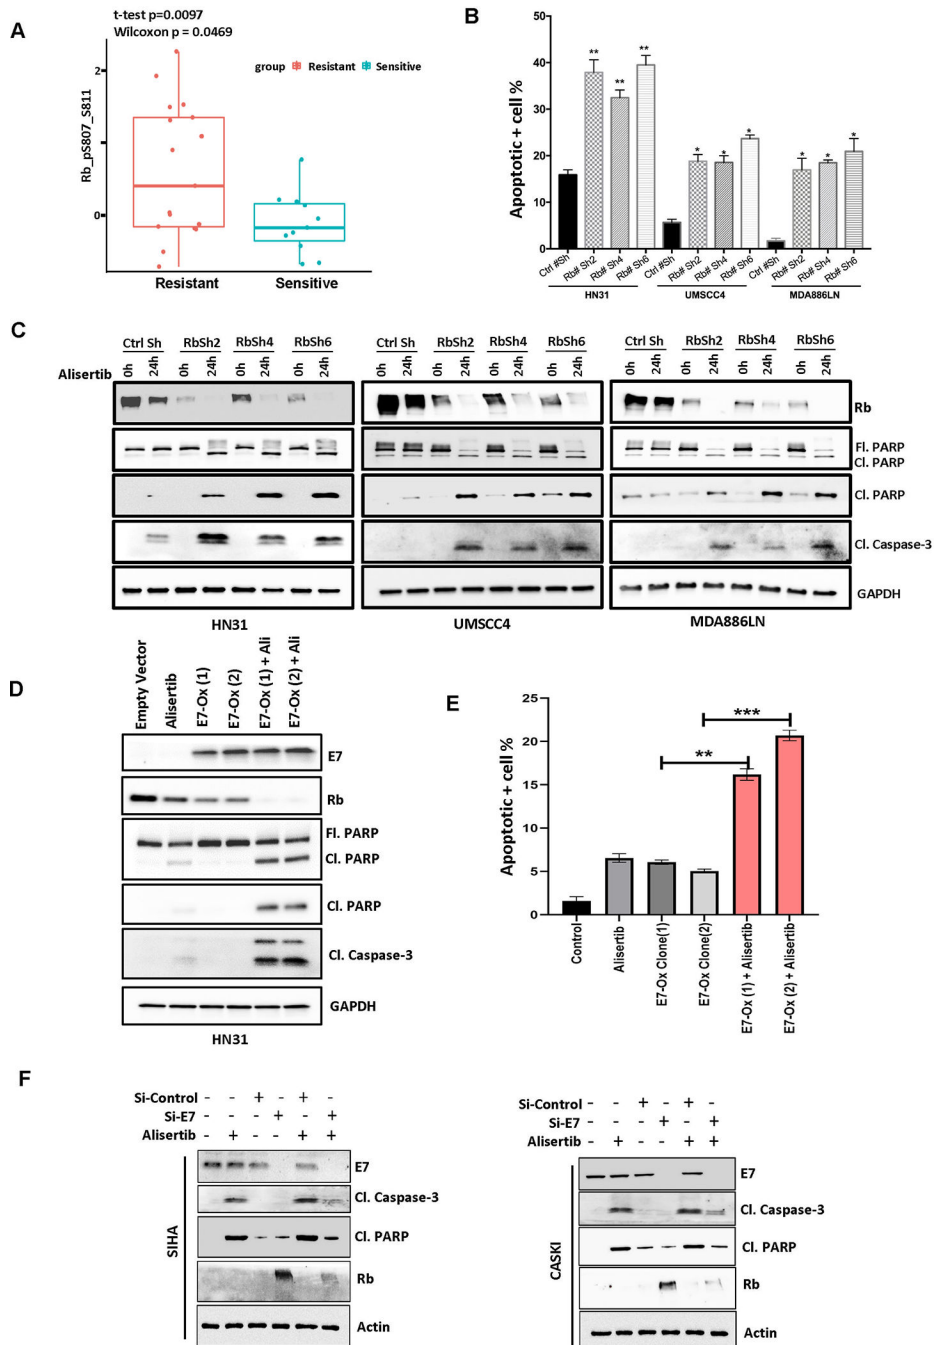 A
t-test p=0.0097
Wilcoxon p = 0.0469
group Resistant Sensitive
Rb_pS807_S811
2
0
Resistant Sensitive
B
Apoptotic + cell %
50
40
30
20
10
0
** ** ** * * * * * *
Ctrl #Sh Rb# Sh2 Rb# Sh4 Rb# Sh6 Ctrl #Sh Rb# Sh2 Rb# Sh4 Rb# Sh6 Ctrl #Sh Rb# Sh2 Rb# Sh4 Rb# Sh6
HN31 UMSCC4 MDA886LN
C
Ctrl Sh RbSh2 RbSh4 RbSh6 Ctrl Sh RbSh2 RbSh4 RbSh6 Ctrl Sh RbSh2 RbSh4 RbSh6
Alisertib 0h 24h 0h 24h 0h 24h 0h 24h 0h 24h 0h 24h 0h 24h 0h 24h 0h 24h 0h 24h 0h 24h 0h 24h
Rb
Fl. PARP
Cl. PARP
Cl. PARP
Cl. Caspase-3
GAPDH
HN31 UMSCC4 MDA886LN
D
Empty Vector Alisertib E7-Ox (1) E7-Ox (2) E7-Ox (1) + Ali E7-Ox (2) + Ali
E7
Rb
Fl. PARP
Cl. PARP
Cl. PARP
Cl. Caspase-3
GAPDH
HN31
E
Apoptotic + cell %
25
20
15
10
5
0
***
**
Control Alisertib E7-Ox Clone(1) E7-Ox Clone(2) E7-Ox (1) + Alisertib E7-Ox (2) + Alisertib
F
Si-Control - - + - + -
Si-E7 - - - + - +
Alisertib - + - - + +
SIHA
E7
Cl. Caspase-3
Cl. PARP
Rb
Actin
Si-Control - - + - + -
Si-E7 - - - + - +
Alisertib - + - - + +
CASKI
E7
Cl. Caspase-3
Cl. PARP
Rb
Actin